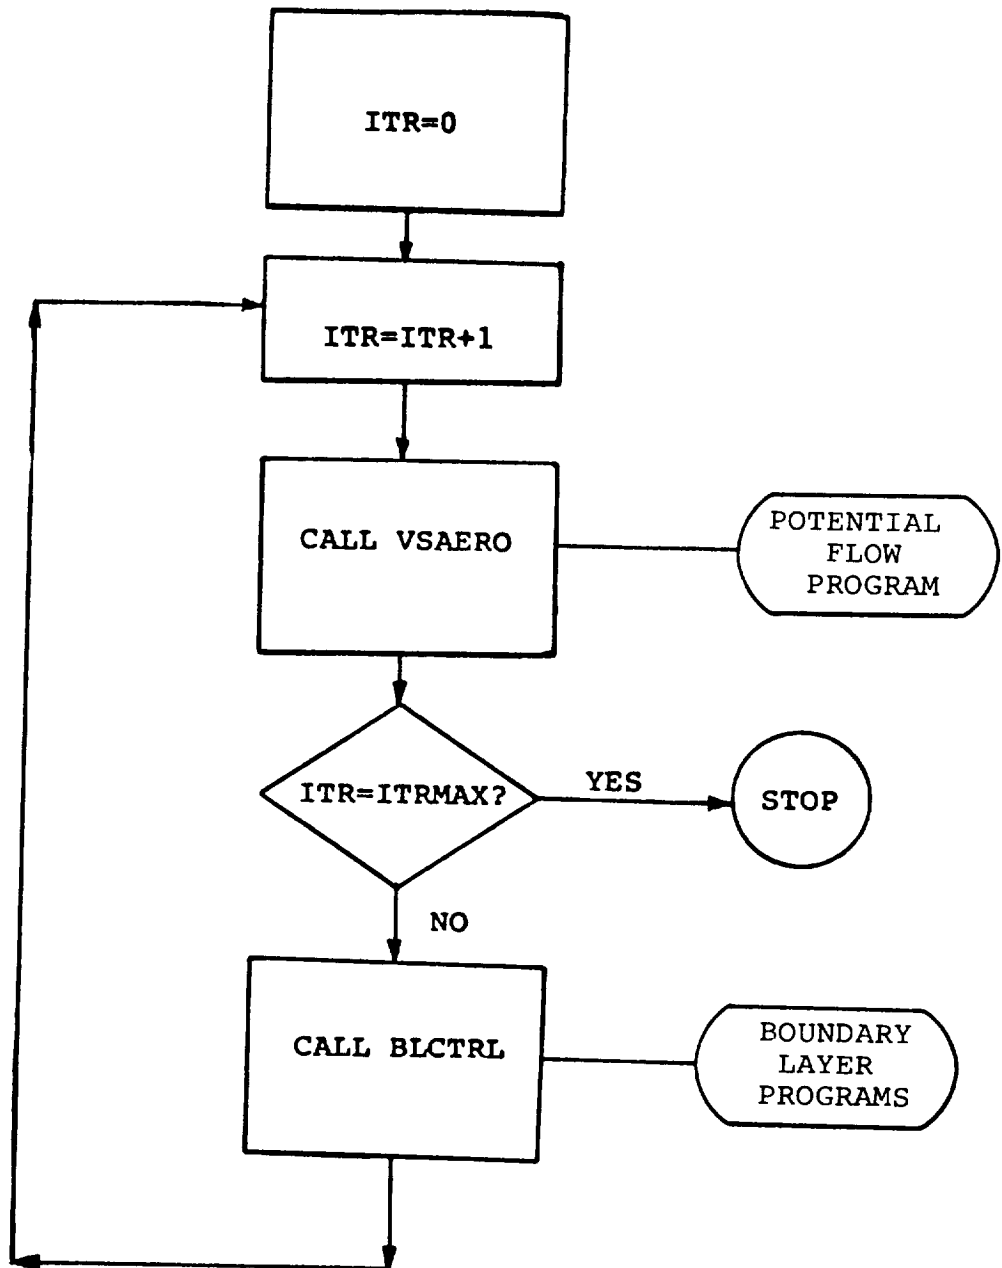 ITR=0
ITR=ITR+1
CALL VSAERO
POTENTIAL
FLOW
PROGRAM
ITR=ITRMAX?
YES
STOP
NO
CALL BLCTRL
BOUNDARY
LAYER
PROGRAMS